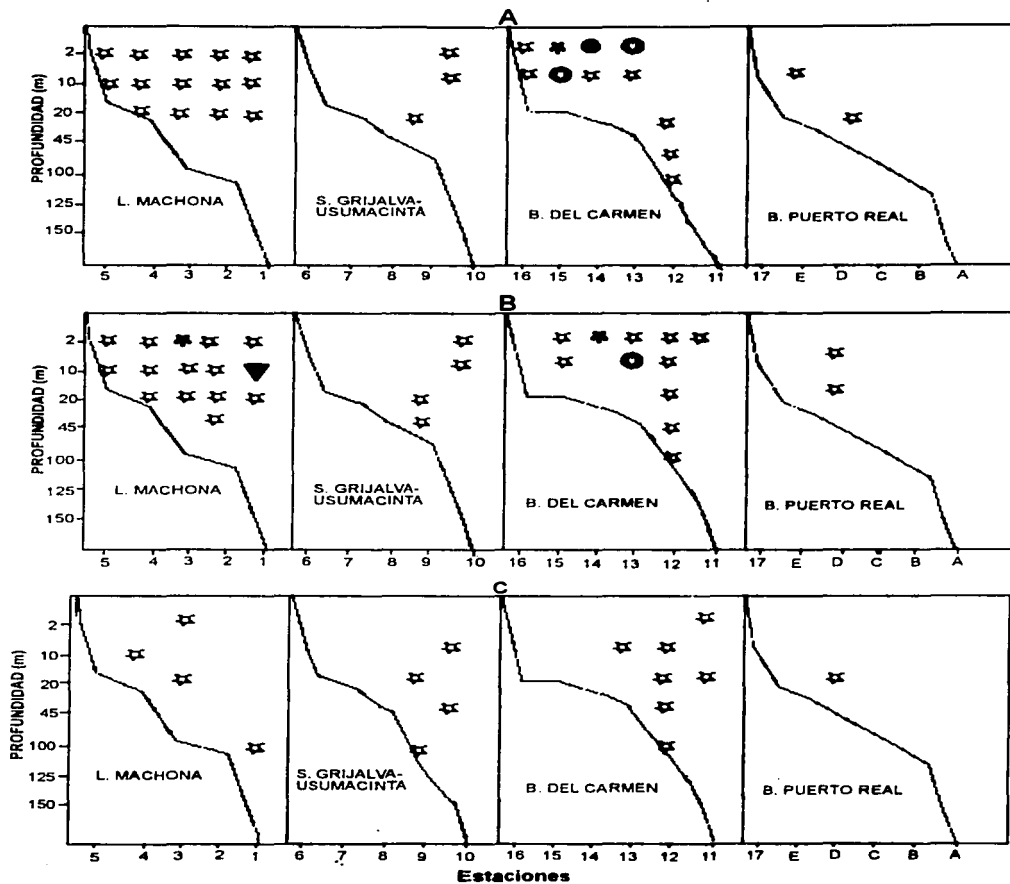 A
PROFUNDIDAD (m)
2
10
20
45
100
125
150
L. MACHONA
S. GRIJALVA-
USUMACINTA
B. DEL CARMEN
B. PUERTO REAL
5 4 3 2 1 6 7 8 9 10 16 15 14 13 12 11 17 E D C B A
B
PROFUNDIDAD (m)
2
10
20
45
100
125
150
L. MACHONA
S. GRIJALVA-
USUMACINTA
B. DEL CARMEN
B. PUERTO REAL
5 4 3 2 1 6 7 8 9 10 16 15 14 13 12 11 17 E D C B A
C
PROFUNDIDAD (m)
2
10
20
45
100
125
150
L. MACHONA
S. GRIJALVA-
USUMACINTA
B. DEL CARMEN
B. PUERTO REAL
5 4 3 2 1 6 7 8 9 10 16 15 14 13 12 11 17 E D C B A
Estaciones